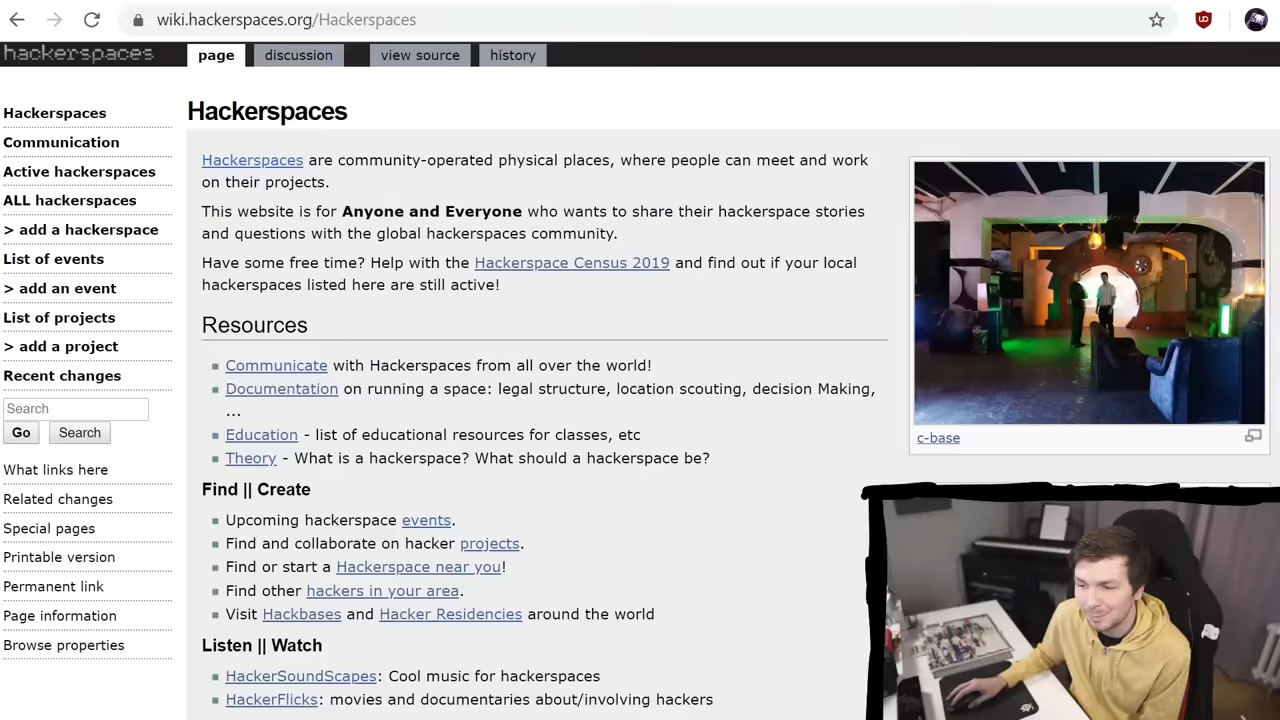 wiki.hackerspaces.org/Hackerspaces
hackerspaces
page
discussion
view source
history
Hackerspaces
Communication
Active hackerspaces
ALL hackerspaces
> add a hackerspace
List of events
> add an event
List of projects
> add a project
Recent changes
Search
Go
Search
What links here
Related changes
Special pages
Printable version
Permanent link
Page information
Browse properties
Hackerspaces
Hackerspaces are community-operated physical places, where people can meet and work
on their projects.
This website is for Anyone and Everyone who wants to share their hackerspace stories
and questions with the global hackerspaces community.
Have some free time? Help with the Hackerspace Census 2019 and find out if your local
hackerspaces listed here are still active!
Resources
Communicate with Hackerspaces from all over the world!
Documentation on running a space: legal structure, location scouting, decision Making,
...
Education - list of educational resources for classes, etc
Theory - What is a hackerspace? What should a hackerspace be?
Find || Create
Upcoming hackerspace events.
Find and collaborate on hacker projects.
Find or start a Hackerspace near you!
Find other hackers in your area.
Visit Hackbases and Hacker Residencies around the world
Listen || Watch
HackerSoundScapes: Cool music for hackerspaces
HackerFlicks: movies and documentaries about/involving hackers
c-base